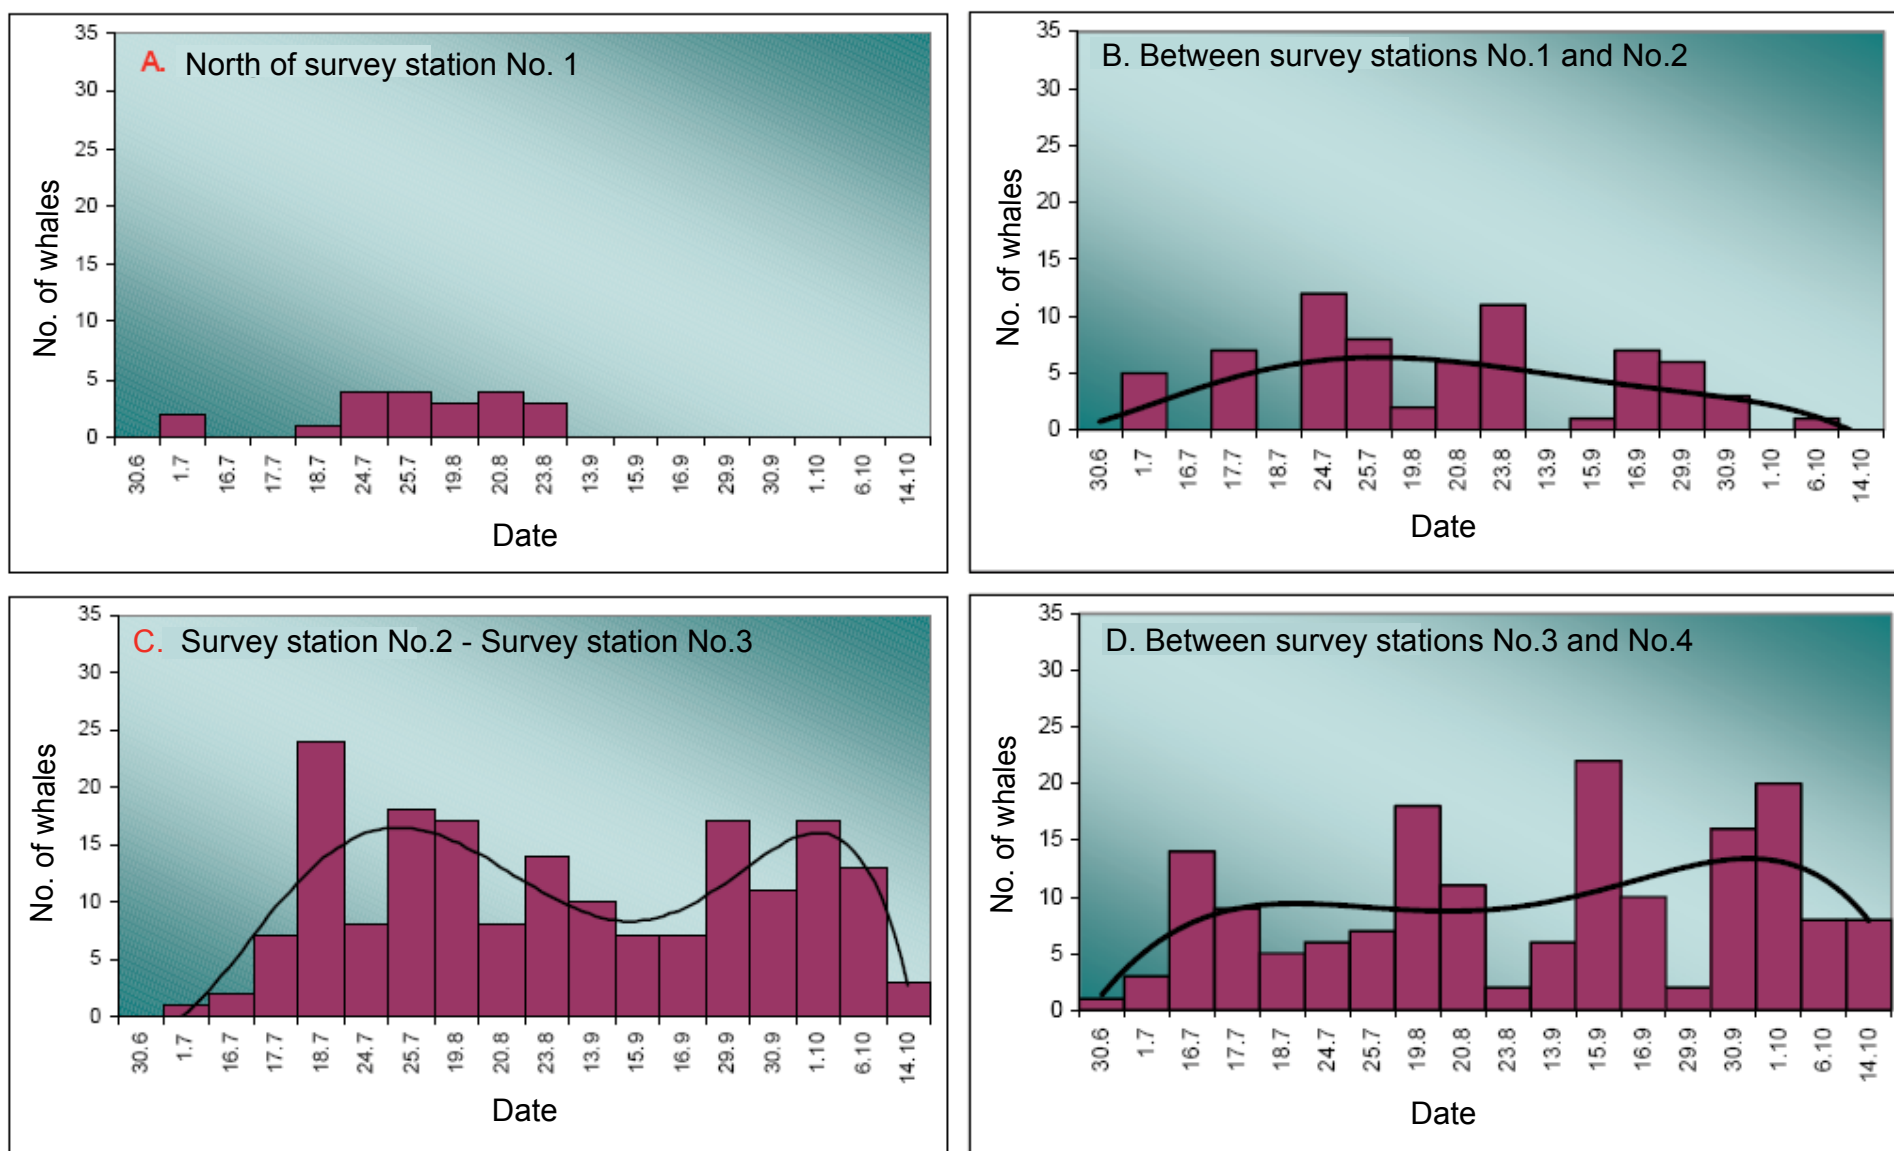 A. North of survey station No. 1
35
30
25
20
15
10
5
0
No. of whales
30.6 1.7 16.7 17.7 18.7 24.7 25.7 19.8 20.8 23.8 13.9 15.9 16.9 29.9 30.9 1.10 6.10 14.10
Date
B. Between survey stations No.1 and No.2
35
30
25
20
15
10
5
0
No. of whales
30.6 1.7 16.7 17.7 18.7 24.7 25.7 19.8 20.8 23.8 13.9 15.9 16.9 29.9 30.9 1.10 6.10 14.10
Date
C. Survey station No.2 - Survey station No.3
35
30
25
20
15
10
5
0
No. of whales
30.6 1.7 16.7 17.7 18.7 24.7 25.7 19.8 20.8 23.8 13.9 15.9 16.9 29.9 30.9 1.10 6.10 14.10
Date
D. Between survey stations No.3 and No.4
35
30
25
20
15
10
5
0
No. of whales
30.6 1.7 16.7 17.7 18.7 24.7 25.7 19.8 20.8 23.8 13.9 15.9 16.9 29.9 30.9 1.10 6.10 14.10
Date